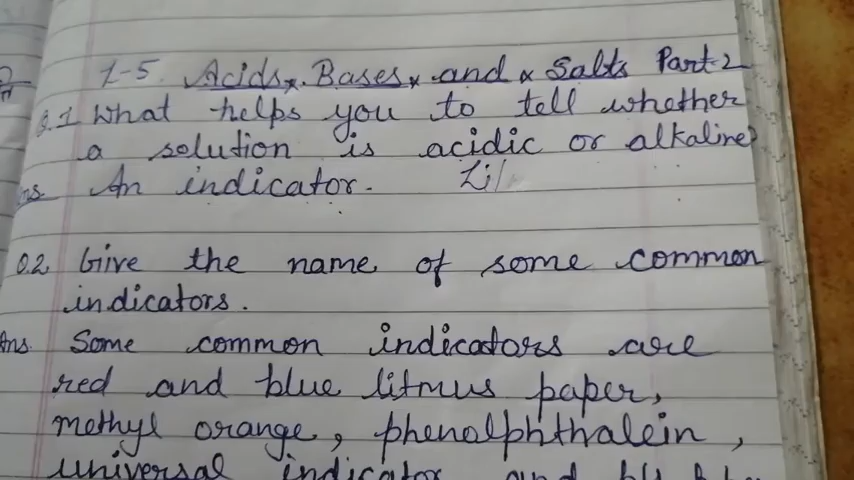 L-5. Acids, Bases, and Salts Part-2
Q.1 What helps you to tell whether
a solution is acidic or alkaline?
Ans. An indicator.
Q.2 Give the name of some common
indicators.
Ans. Some common indicators are
red and blue litmus paper,
methyl orange, phenolphthalein,
universal indicator and